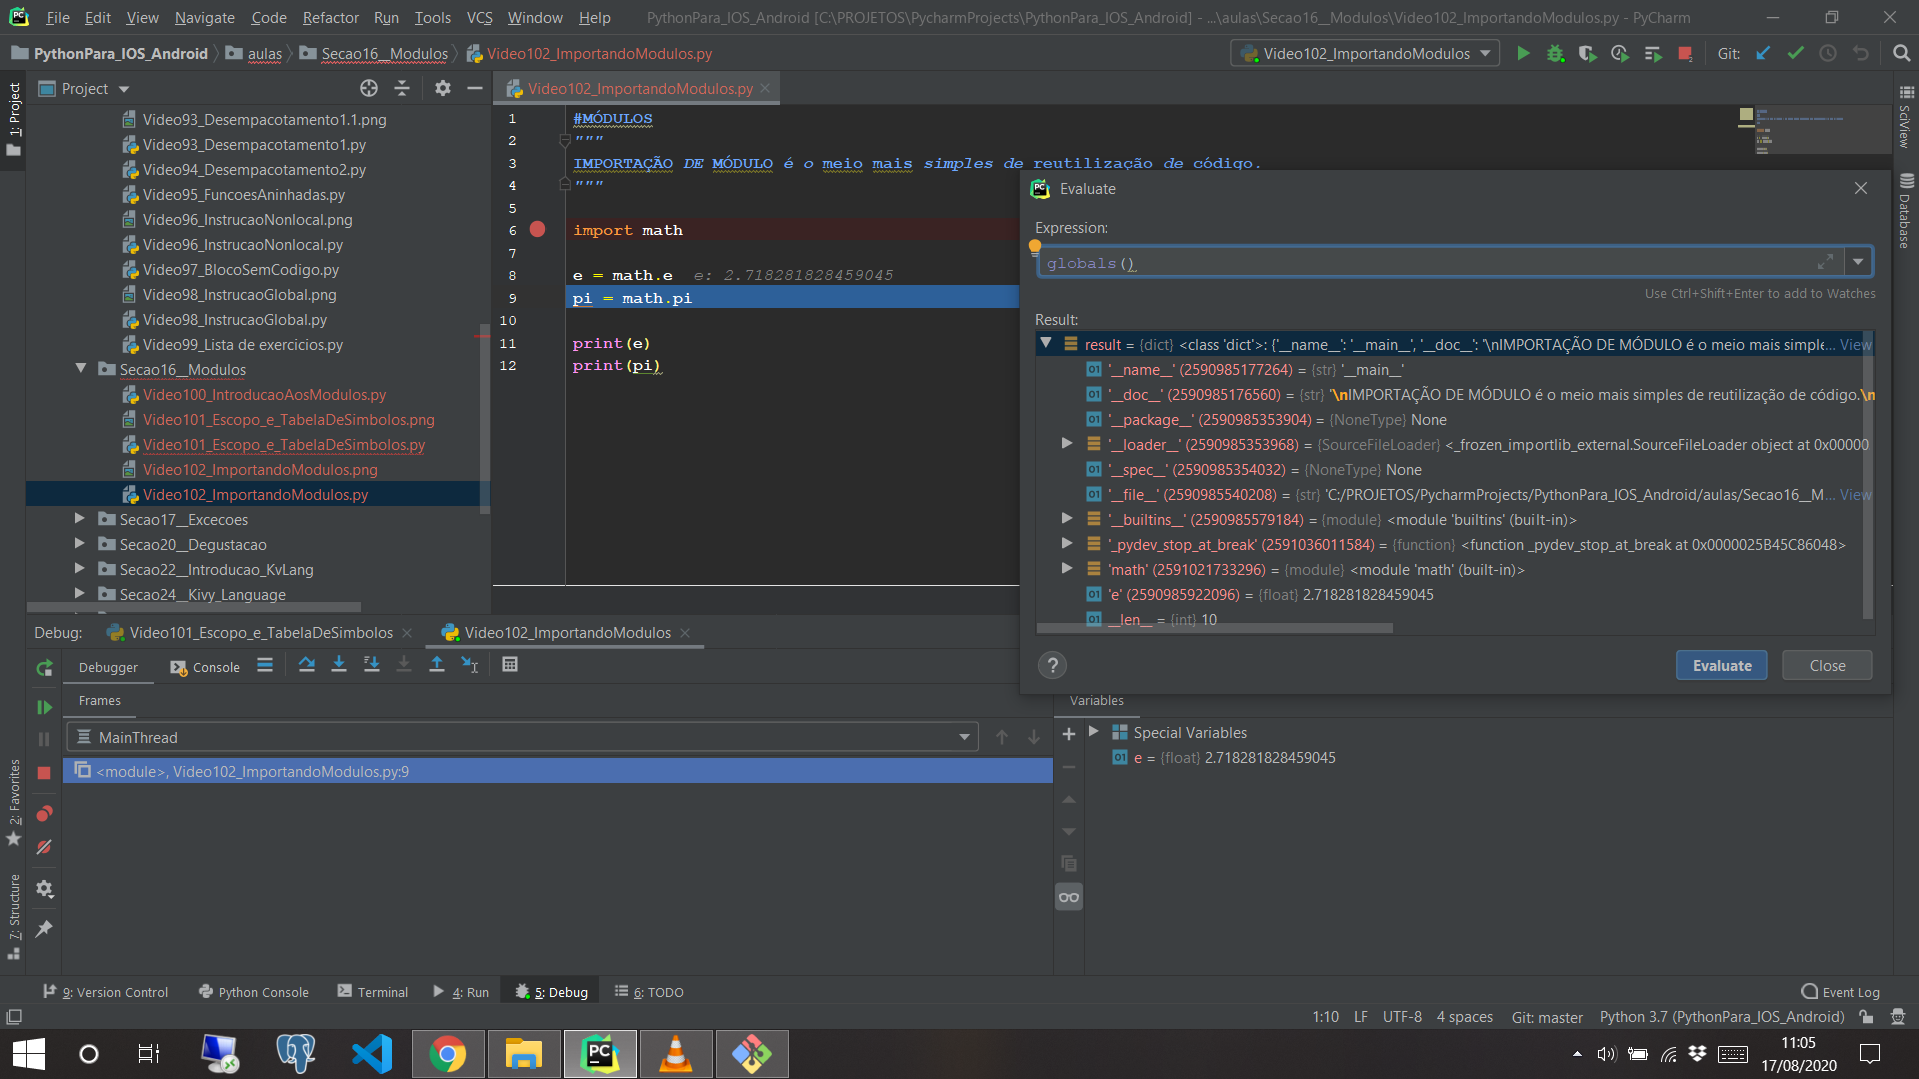 File Edit View Navigate Code Refactor Run Tools VCS Window Help PythonPara_IOS_Android [C:\PROJETOS\PycharmProjects\PythonPara_IOS_Android] - ...\aulas\Secao16__Modulos\Video102_ImportandoModulos.py - PyCharm
PythonPara_IOS_Android aulas Secao16__Modulos Video102_ImportandoModulos.py Video102_ImportandoModulos Git:
1: Project
Project
Video93_Desempacotamento1.1.png
Video93_Desempacotamento1.py
Video94_Desempacotamento2.py
Video95_FuncoesAninhadas.py
Video96_InstrucaoNonlocal.png
Video96_InstrucaoNonlocal.py
Video97_BlocoSemCodigo.py
Video98_InstrucaoGlobal.png
Video98_InstrucaoGlobal.py
Video99_Lista de exercicios.py
Secao16__Modulos
Video100_IntroducaoAosModulos.py
Video101_Escopo_e_TabelaDeSimbolos.png
Video101_Escopo_e_TabelaDeSimbolos.py
Video102_ImportandoModulos.png
Video102_ImportandoModulos.py
Secao17__Excecoes
Secao20__Degustacao
Secao22__Introducao_KvLang
Secao24__Kivy_Language
Video102_ImportandoModulos.py
1 #MÓDULOS
2 """
3 IMPORTAÇÃO DE MÓDULO é o meio mais simples de reutilização de código.
4 """
5
6 import math
7
8 e = math.e e: 2.718281828459045
9 pi = math.pi
10
11 print(e)
12 print(pi)
SciView
Database
PC Evaluate
Expression:
globals()
Use Ctrl+Shift+Enter to add to Watches
Result:
result = {dict} <class 'dict'>: {'__name__': '__main__', '__doc__': '\nIMPORTAÇÃO DE MÓDULO é o meio mais simple... View
'__name__' (2590985177264) = {str} '__main__'
'__doc__' (2590985176560) = {str} '\nIMPORTAÇÃO DE MÓDULO é o meio mais simples de reutilização de código.\n
'__package__' (2590985353904) = {NoneType} None
'__loader__' (2590985353968) = {SourceFileLoader} <_frozen_importlib_external.SourceFileLoader object at 0x00000
'__spec__' (2590985354032) = {NoneType} None
'__file__' (2590985540208) = {str} 'C:/PROJETOS/PycharmProjects/PythonPara_IOS_Android/aulas/Secao16__M... View
'__builtins__' (2590985579184) = {module} <module 'builtins' (built-in)>
'_pydev_stop_at_break' (2591036011584) = {function} <function _pydev_stop_at_break at 0x0000025B45C86048>
'math' (2591021733296) = {module} <module 'math' (built-in)>
'e' (2590985922096) = {float} 2.718281828459045
__len__ = {int} 10
? Evaluate Close
Debug: Video101_Escopo_e_TabelaDeSimbolos Video102_ImportandoModulos
Debugger Console
Frames
MainThread
<module>, Video102_ImportandoModulos.py:9
Variables
Special Variables
e = {float} 2.718281828459045
2: Favorites
7: Structure
9: Version Control Python Console Terminal 4: Run 5: Debug 6: TODO Event Log
1:10 LF UTF-8 4 spaces Git: master Python 3.7 (PythonPara_IOS_Android)
PC
11:05
17/08/2020